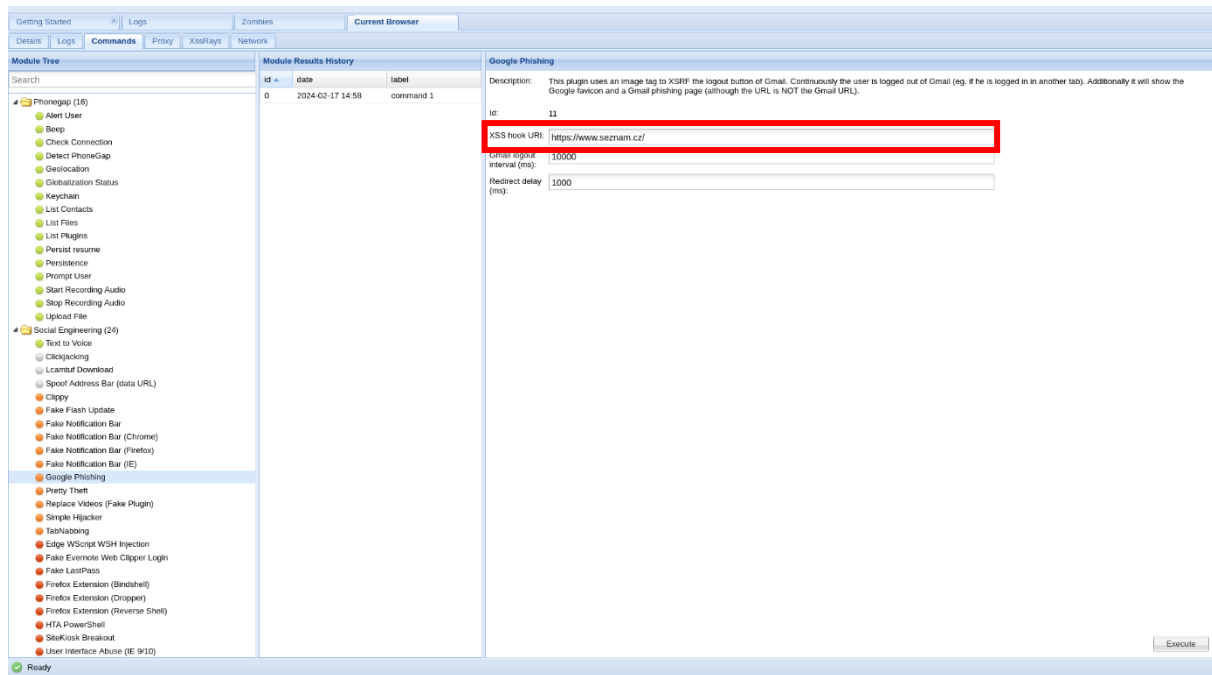 Getting Started Logs Zombies Current Browser
Details Logs Commands Proxy XssRays Network
Module Tree
Search
Phonegap (16)
Alert User
Beep
Check Connection
Detect PhoneGap
Geolocation
Globalization Status
Keychain
List Contacts
List Files
List Plugins
Persist resume
Persistence
Prompt User
Start Recording Audio
Stop Recording Audio
Upload File
Social Engineering (24)
Text to Voice
Clickjacking
Lcamtuf Download
Spoof Address Bar (data URL)
Clippy
Fake Flash Update
Fake Notification Bar
Fake Notification Bar (Chrome)
Fake Notification Bar (Firefox)
Fake Notification Bar (IE)
Google Phishing
Pretty Theft
Replace Videos (Fake Plugin)
Simple Hijacker
TabNabbing
Edge WScript WSH Injection
Fake Evernote Web Clipper Login
Fake LastPass
Firefox Extension (Bindshell)
Firefox Extension (Dropper)
Firefox Extension (Reverse Shell)
HTA PowerShell
SiteKiosk Breakout
User Interface Abuse (IE 9/10)
Module Results History
id date label
0 2024-02-17 14:58 command 1
Google Phishing
Description: This plugin uses an image tag to XSRF the logout button of Gmail. Continuously the user is logged out of Gmail (eg. if he is logged in in another tab). Additionally it will show the
Google favicon and a Gmail phishing page (although the URL is NOT the Gmail URL).
Id: 11
XSS hook URI: https://www.seznam.cz/
Gmail logout 10000
interval (ms):
Redirect delay 1000
(ms):
Execute
Ready